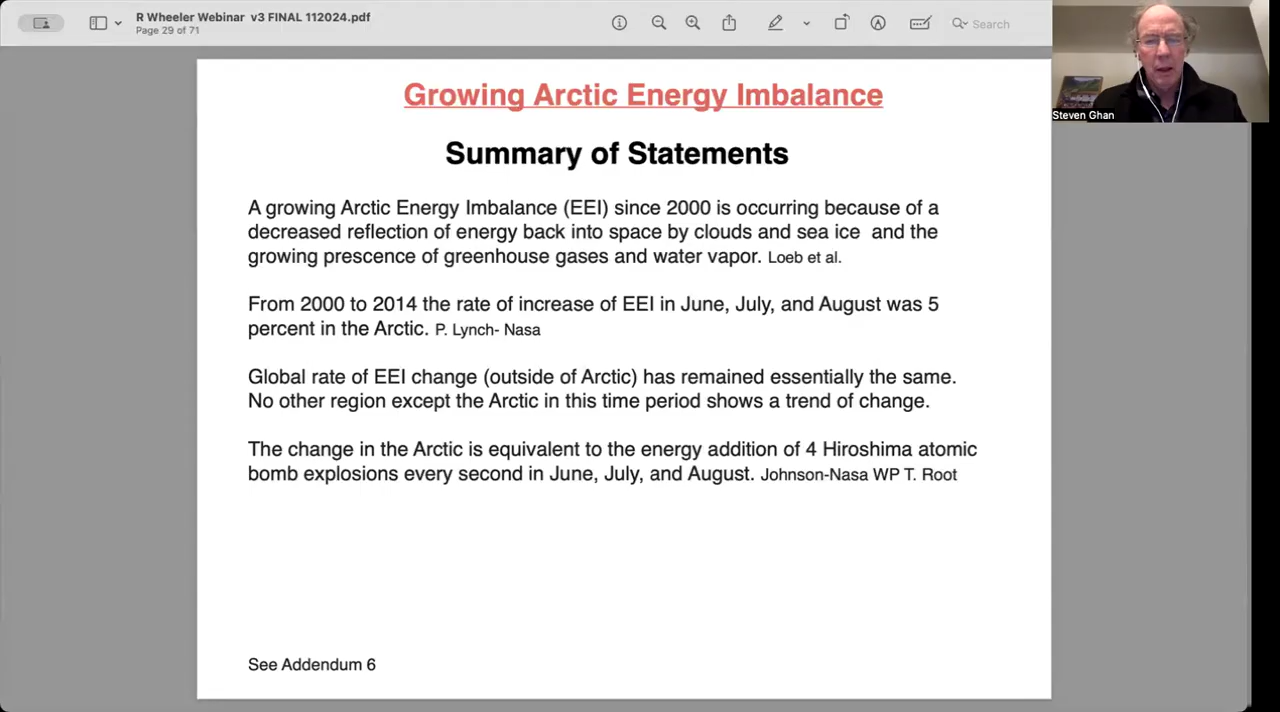 R Wheeler Webinar v3 FINAL 112024.pdf
Page 29 of 71
Search
Steven Ghan
Growing Arctic Energy Imbalance
Summary of Statements
A growing Arctic Energy Imbalance (EEI) since 2000 is occurring because of a
decreased reflection of energy back into space by clouds and sea ice and the
growing prescence of greenhouse gases and water vapor. Loeb et al.
From 2000 to 2014 the rate of increase of EEI in June, July, and August was 5
percent in the Arctic. P. Lynch- Nasa
Global rate of EEI change (outside of Arctic) has remained essentially the same.
No other region except the Arctic in this time period shows a trend of change.
The change in the Arctic is equivalent to the energy addition of 4 Hiroshima atomic
bomb explosions every second in June, July, and August. Johnson-Nasa WP T. Root
See Addendum 6